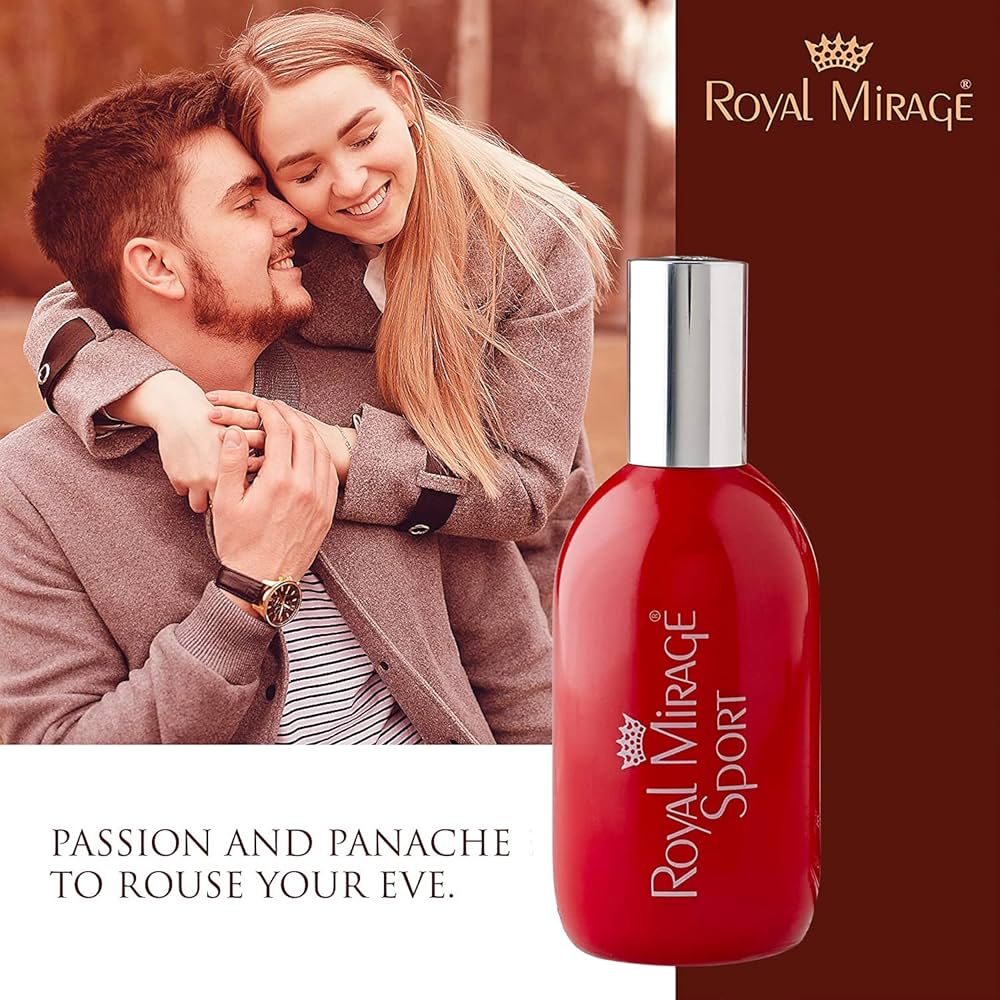 ROYAL MIRAGE®
ROYAL MIRAGE®
SPORT
PASSION AND PANACHE
TO ROUSE YOUR EVE.